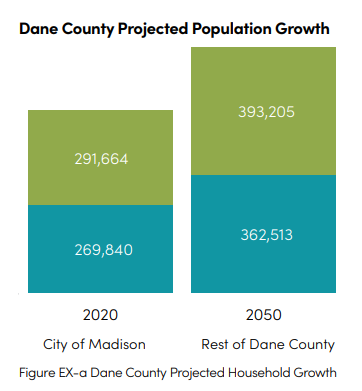 Dane County Projected Population Growth
393,205
291,664
362,513
269,840
2020 2050
City of Madison Rest of Dane County
Figure EX-a Dane County Projected Household Growth